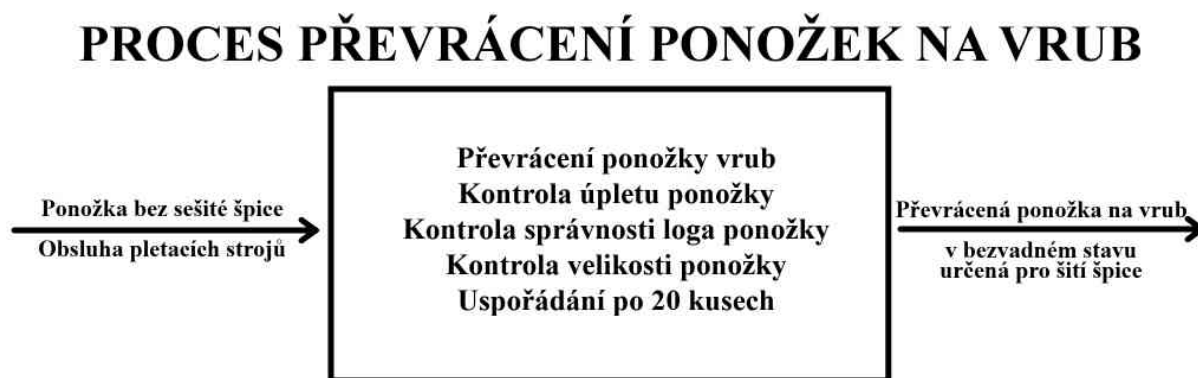 PROCES PŘEVRÁCENÍ PONOŽEK NA VRUB
Ponožka bez sešité špice
Obsluha pletacích strojů
Převrácení ponožky vrub
Kontrola úpletu ponožky
Kontrola správnosti loga ponožky
Kontrola velikosti ponožky
Uspořádání po 20 kusech
Převrácená ponožka na vrub
v bezvadném stavu
určená pro šití špice